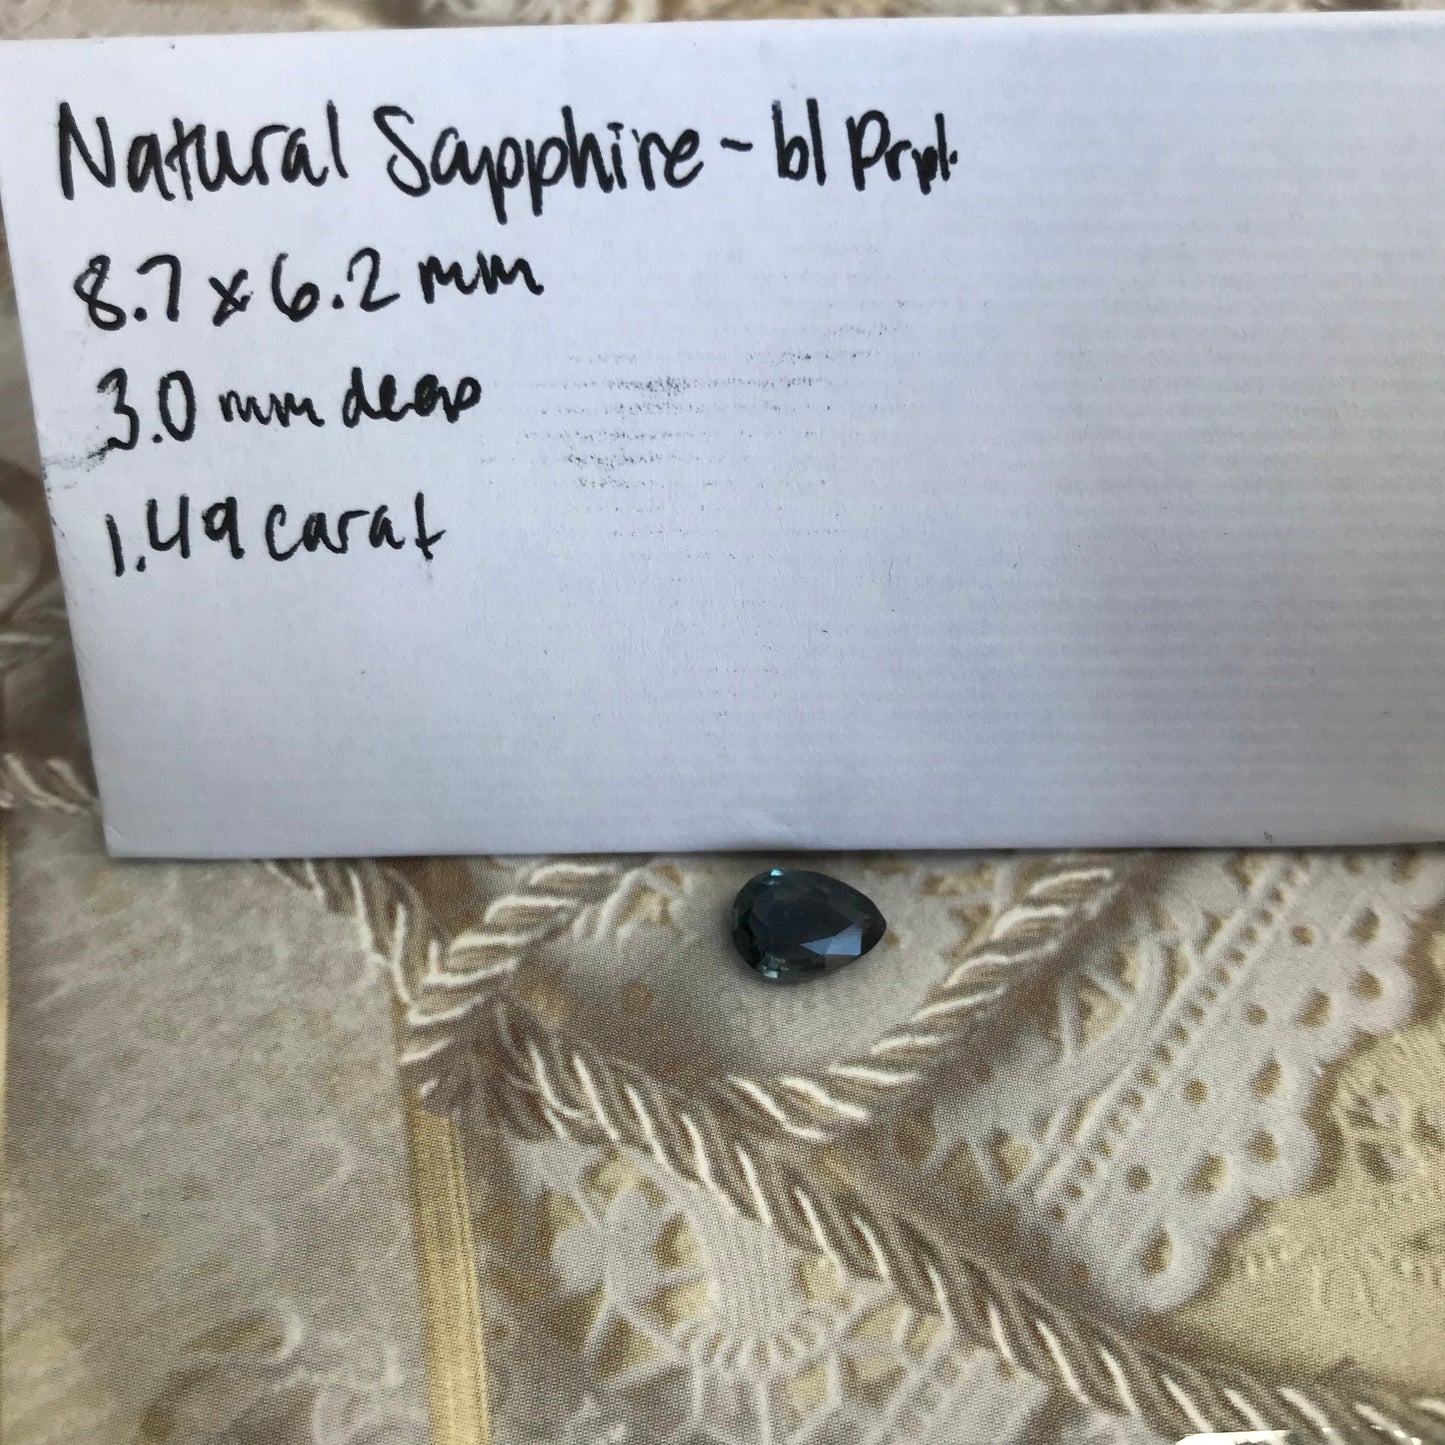 Natural Sapphire - bl Prpl.
8.7 x 6.2 mm
3.0 mm deep
1.49 carat